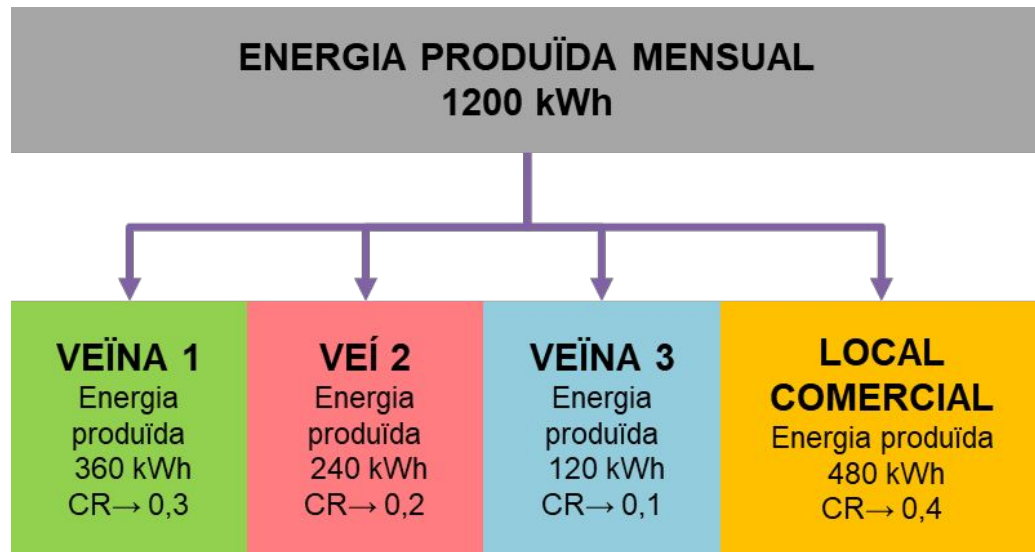 ENERGIA PRODUÏDA MENSUAL
1200 kWh
VEÏNA 1
Energia
produïda
360 kWh
CR→ 0,3
VEÍ 2
Energia
produïda
240 kWh
CR→ 0,2
VEÏNA 3
Energia
produïda
120 kWh
CR→ 0,1
LOCAL
COMERCIAL
Energia produïda
480 kWh
CR→ 0,4